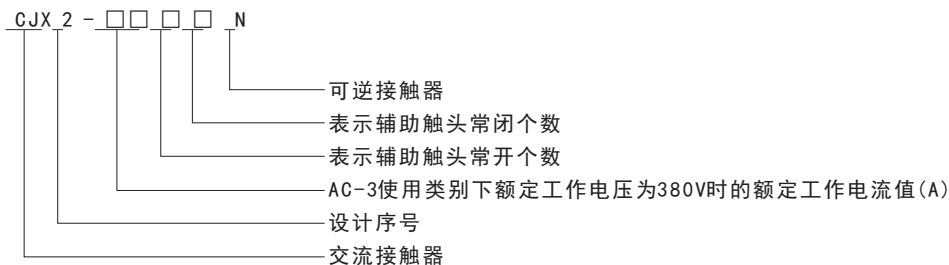 CJX2-□□□□ N
可逆接触器
表示辅助触头常闭个数
表示辅助触头常开个数
AC-3使用类别下额定工作电压为380V时的额定工作电流值(A)
设计序号
交流接触器